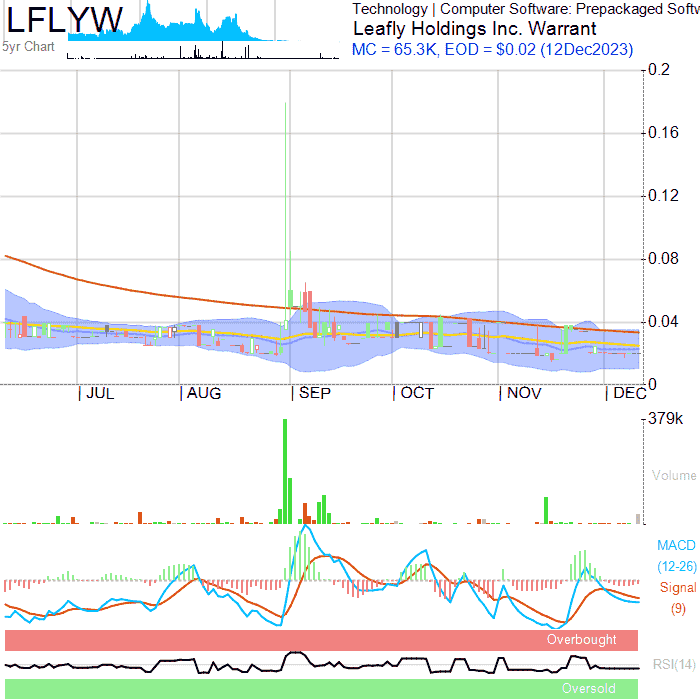 LFLYW
5yr Chart
Technology | Computer Software: Prepackaged Softw
Leafly Holdings Inc. Warrant
MC = 65.3K, EOD = $0.02 (12Dec2023)
0.2
0.16
0.12
0.08
0.04
0
| JUL | AUG | SEP | OCT | NOV | DEC
379k
Volume
MACD
(12-26)
Signal
(9)
Overbought
RSI(14)
Oversold